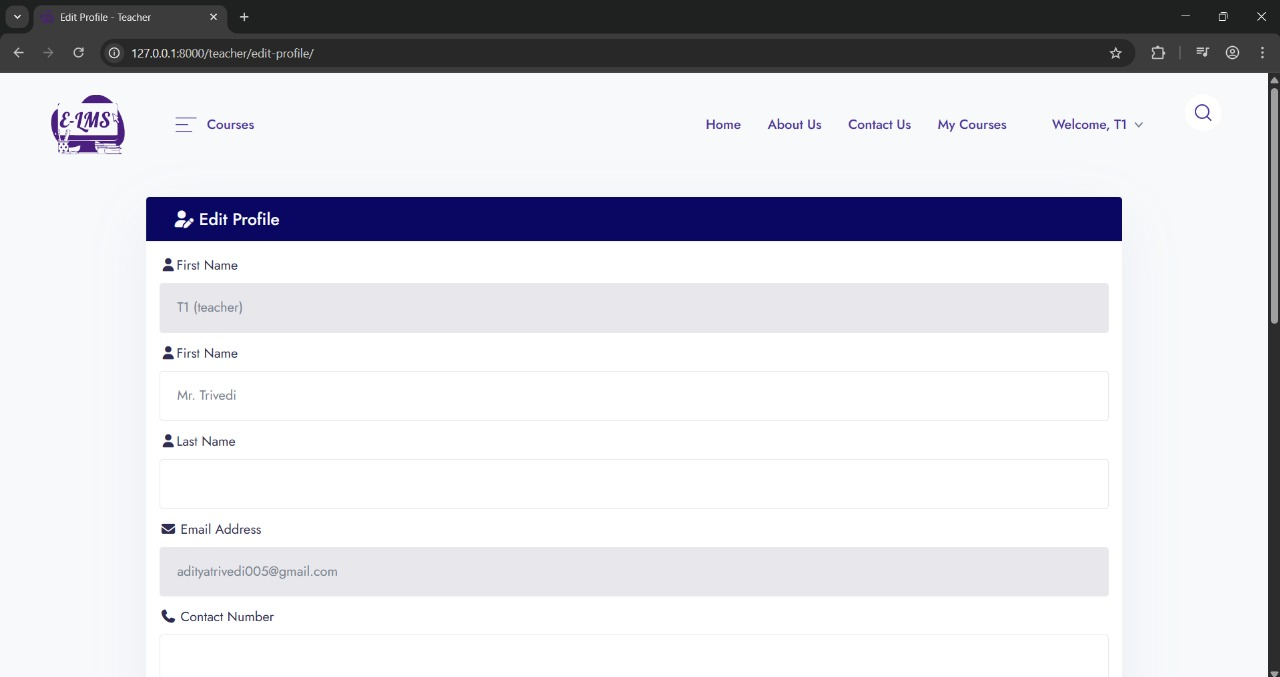 Edit Profile - Teacher
127.0.0.1:8000/teacher/edit-profile/
E-LMS
Courses
Home
About Us
Contact Us
My Courses
Welcome, T1
Edit Profile
First Name
T1 (teacher)
First Name
Mr. Trivedi
Last Name
Email Address
adityatrivedi005@gmail.com
Contact Number